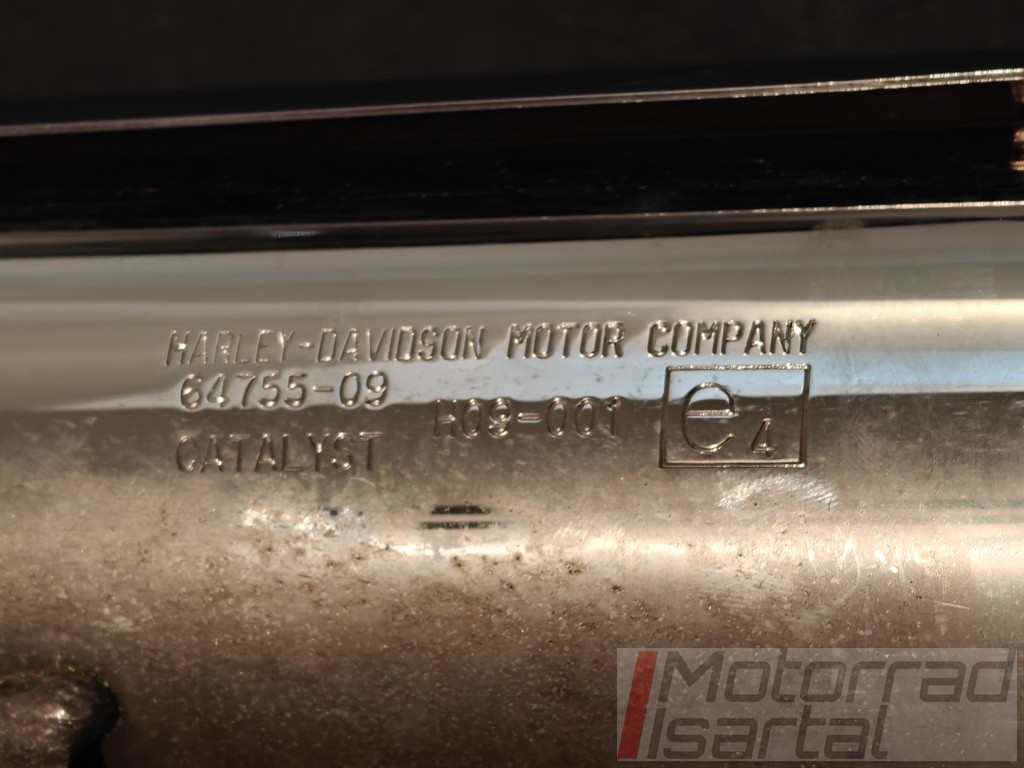 HARLEY-DAVIDSON MOTOR COMPANY
64755-09
H09-001
e4
CATALYST
Motorrad
Isartal